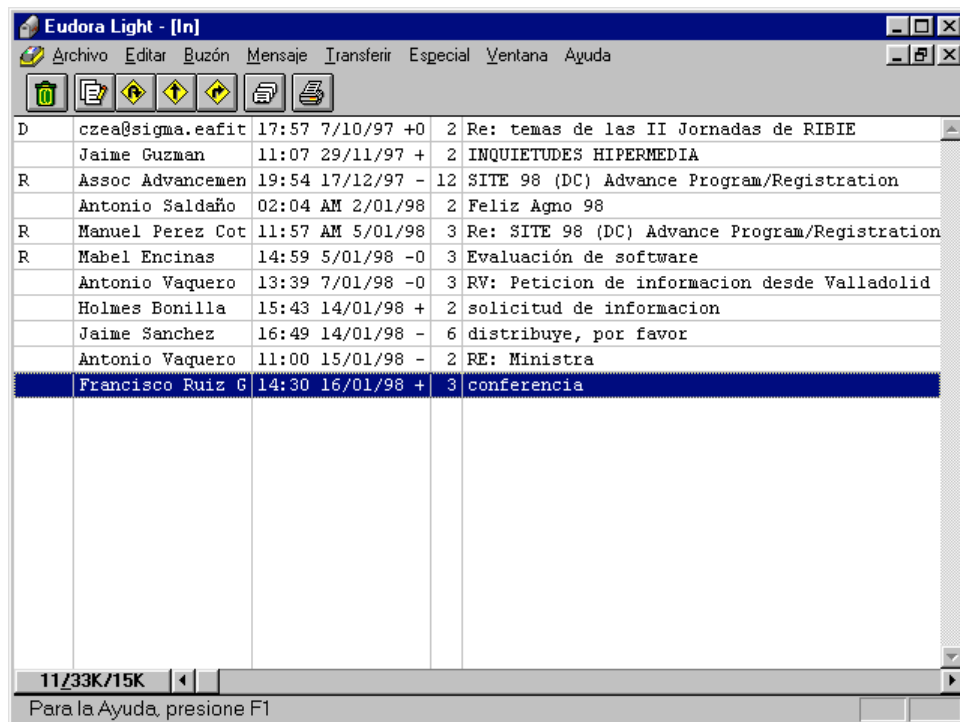 Eudora Light - [In]
Archivo Editar Buzón Mensaje Transferir Especial Ventana Ayuda
D czea@sigma.eafit 17:57 7/10/97 +0 2 Re: temas de las II Jornadas de RIBIE
Jaime Guzman 11:07 29/11/97 + 2 INQUIETUDES HIPERMEDIA
R Assoc Advancemen 19:54 17/12/97 - 12 SITE 98 (DC) Advance Program/Registration
Antonio Saldaño 02:04 AM 2/01/98 2 Feliz Agno 98
R Manuel Perez Cot 11:57 AM 5/01/98 3 Re: SITE 98 (DC) Advance Program/Registration
R Mabel Encinas 14:59 5/01/98 -0 3 Evaluación de software
Antonio Vaquero 13:39 7/01/98 -0 3 RV: Peticion de informacion desde Valladolid
Holmes Bonilla 15:43 14/01/98 + 2 solicitud de informacion
Jaime Sanchez 16:49 14/01/98 - 6 distribuye, por favor
Antonio Vaquero 11:00 15/01/98 - 2 RE: Ministra
Francisco Ruiz G 14:30 16/01/98 + 3 conferencia
11/33K/15K
Para la Ayuda, presione F1